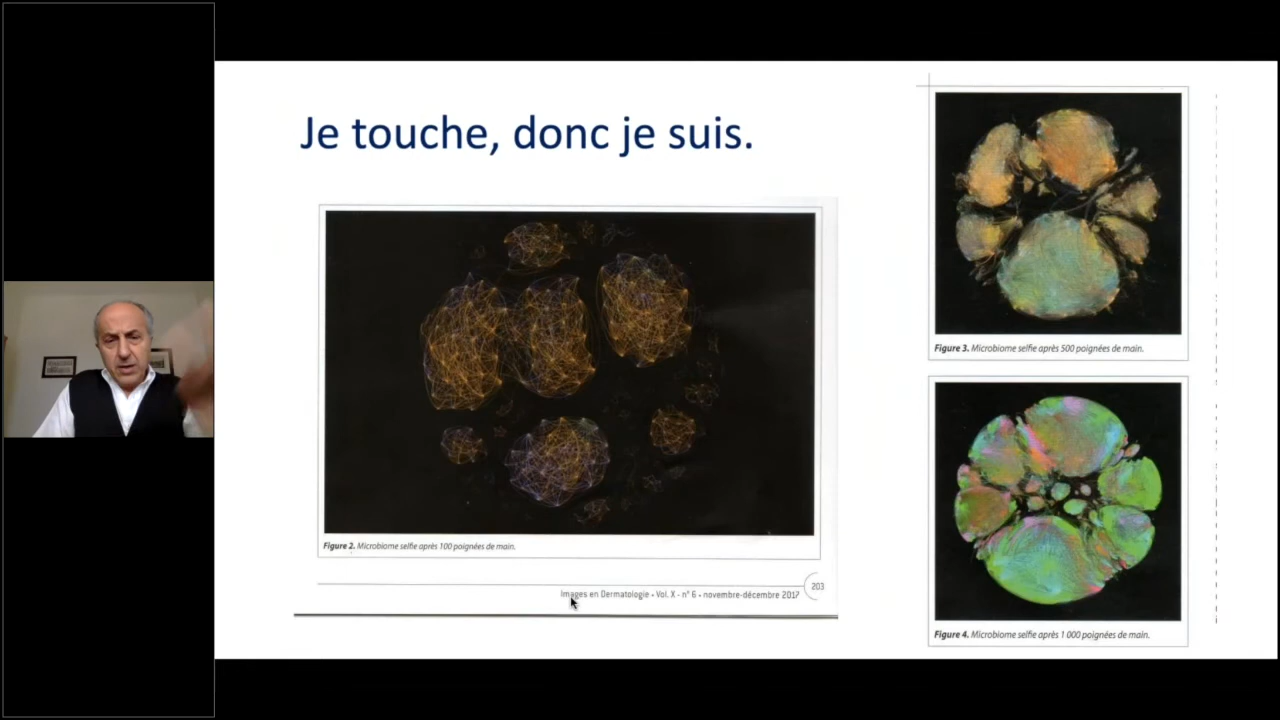 Je touche, donc je suis.
Figure 2. Microbiome selfie après 100 poignées de main.
203
Images en Dermatologie • Vol. X - n° 6 • novembre-décembre 2017
Figure 3. Microbiome selfie après 500 poignées de main.
Figure 4. Microbiome selfie après 1 000 poignées de main.